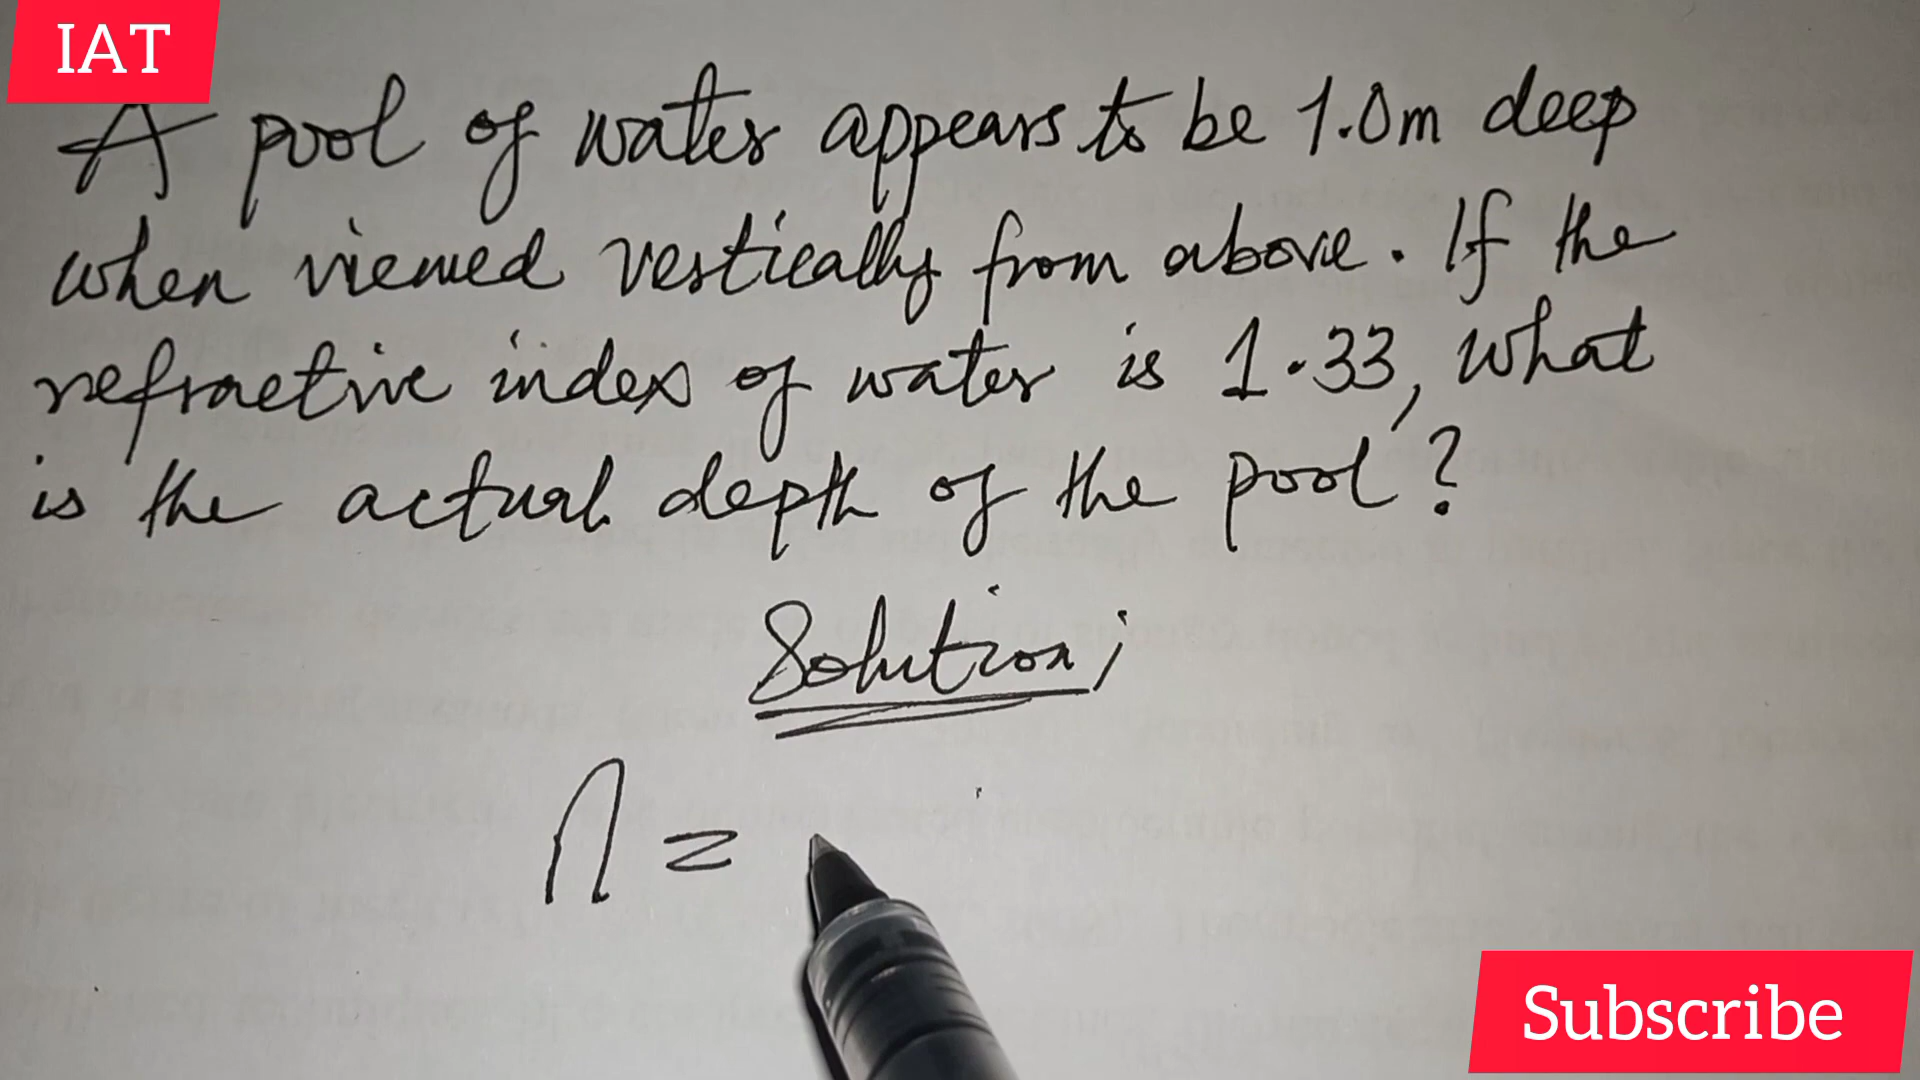 IAT
A pool of water appears to be 1.0m deep
when viewed vertically from above. If the
refractive index of water is 1.33, what
is the actual depth of the pool?
Solution;
n =
Subscribe